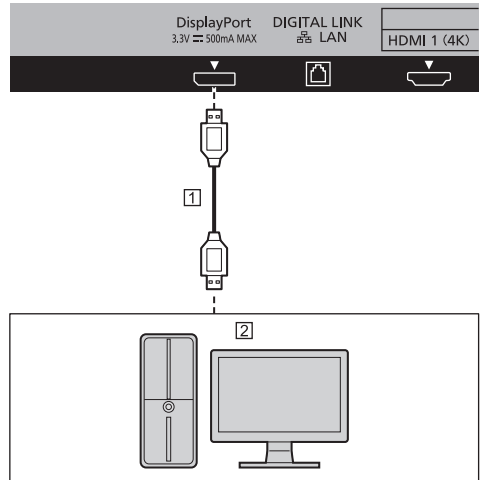 DisplayPort
3.3V ⎓ 500mA MAX
DIGITAL LINK
LAN
HDMI 1 (4K)
1
2